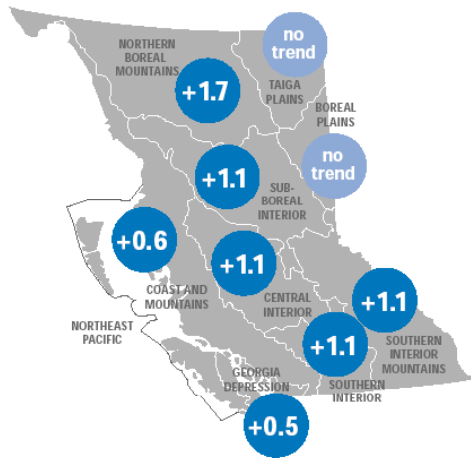 no
trend
NORTHERN
BOREAL
MOUNTAINS
+1.7
TAIGA
PLAINS
BOREAL
PLAINS
no
trend
+1.1
SUB-
BOREAL
INTERIOR
+0.6
+1.1
COAST AND
MOUNTAINS
CENTRAL
INTERIOR
+1.1
NORTHEAST
PACIFIC
+1.1
SOUTHERN
INTERIOR
MOUNTAINS
GEORGIA
DEPRESSION
SOUTHERN
INTERIOR
+0.5